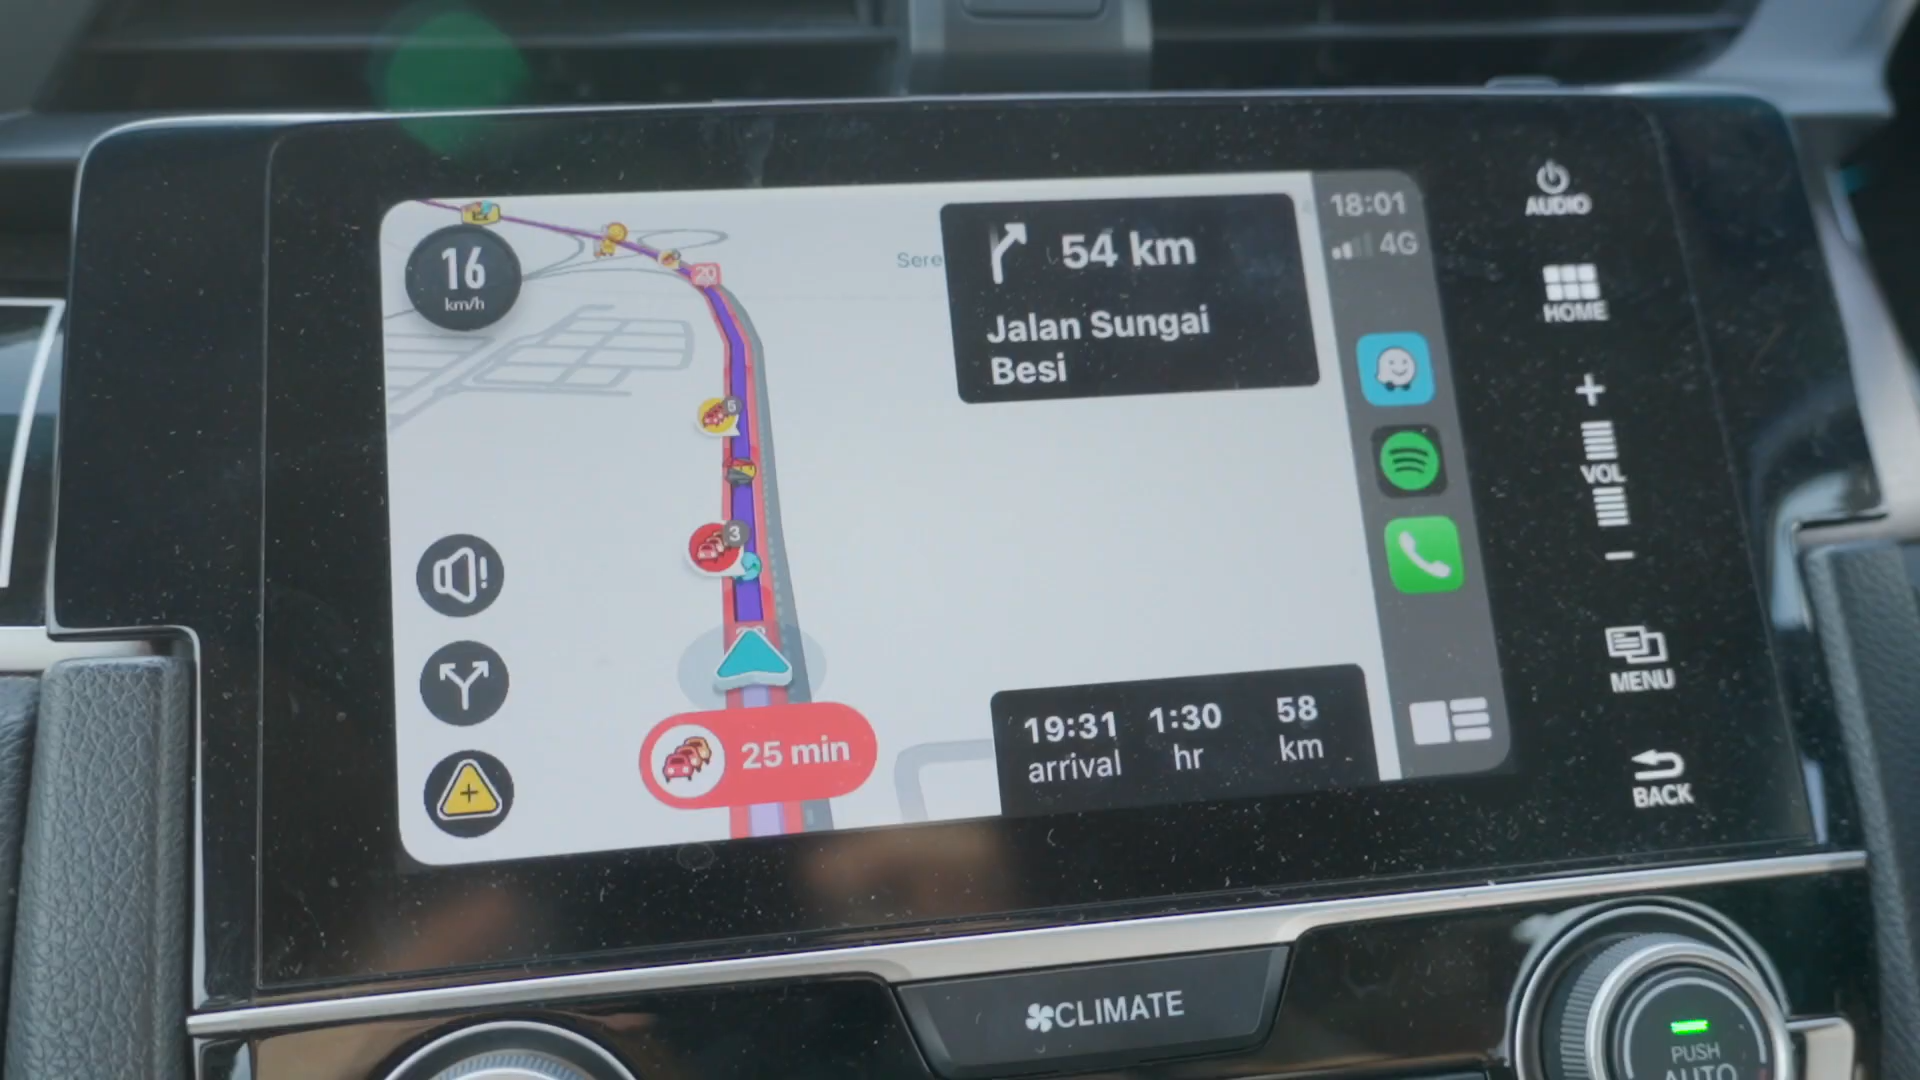 16
km/h
20
Sere
54 km
Jalan Sungai
Besi
18:01
4G
5
3
25 min
19:31
arrival
1:30
hr
58
km
AUDIO
HOME
+
VOL
-
MENU
BACK
CLIMATE
PUSH
AUTO